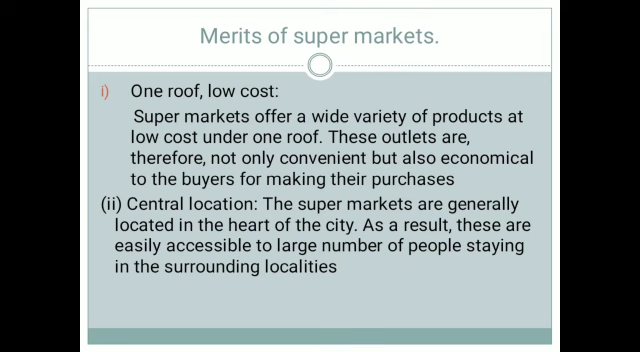 Merits of super markets.
i) One roof, low cost:
Super markets offer a wide variety of products at
low cost under one roof. These outlets are,
therefore, not only convenient but also economical
to the buyers for making their purchases
(ii) Central location: The super markets are generally
located in the heart of the city. As a result, these are
easily accessible to large number of people staying
in the surrounding localities